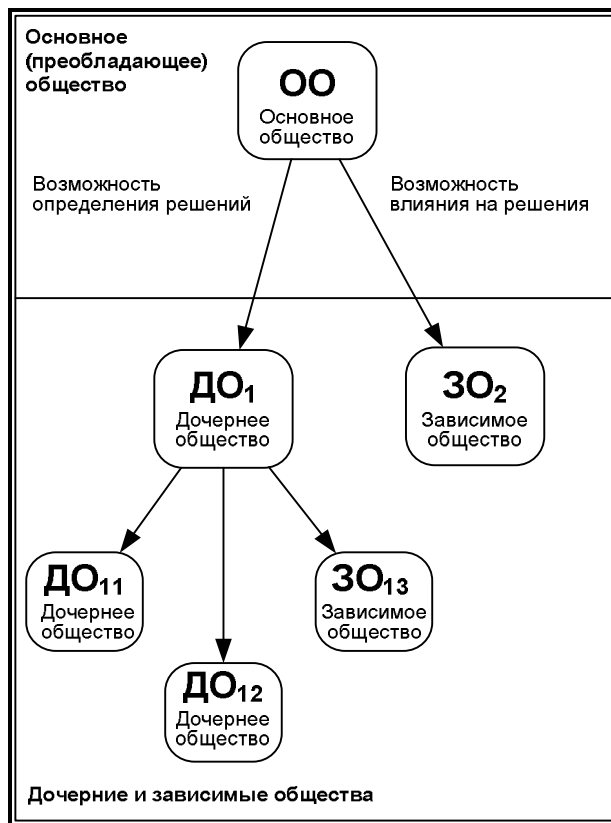 Основное
(преобладающее)
общество
ОО
Основное
общество
Возможность
определения решений
Возможность
влияния на решения
ДО1
Дочернее
общество
ЗО2
Зависимое
общество
ДО11
Дочернее
общество
ЗО13
Зависимое
общество
ДО12
Дочернее
общество
Дочерние и зависимые общества